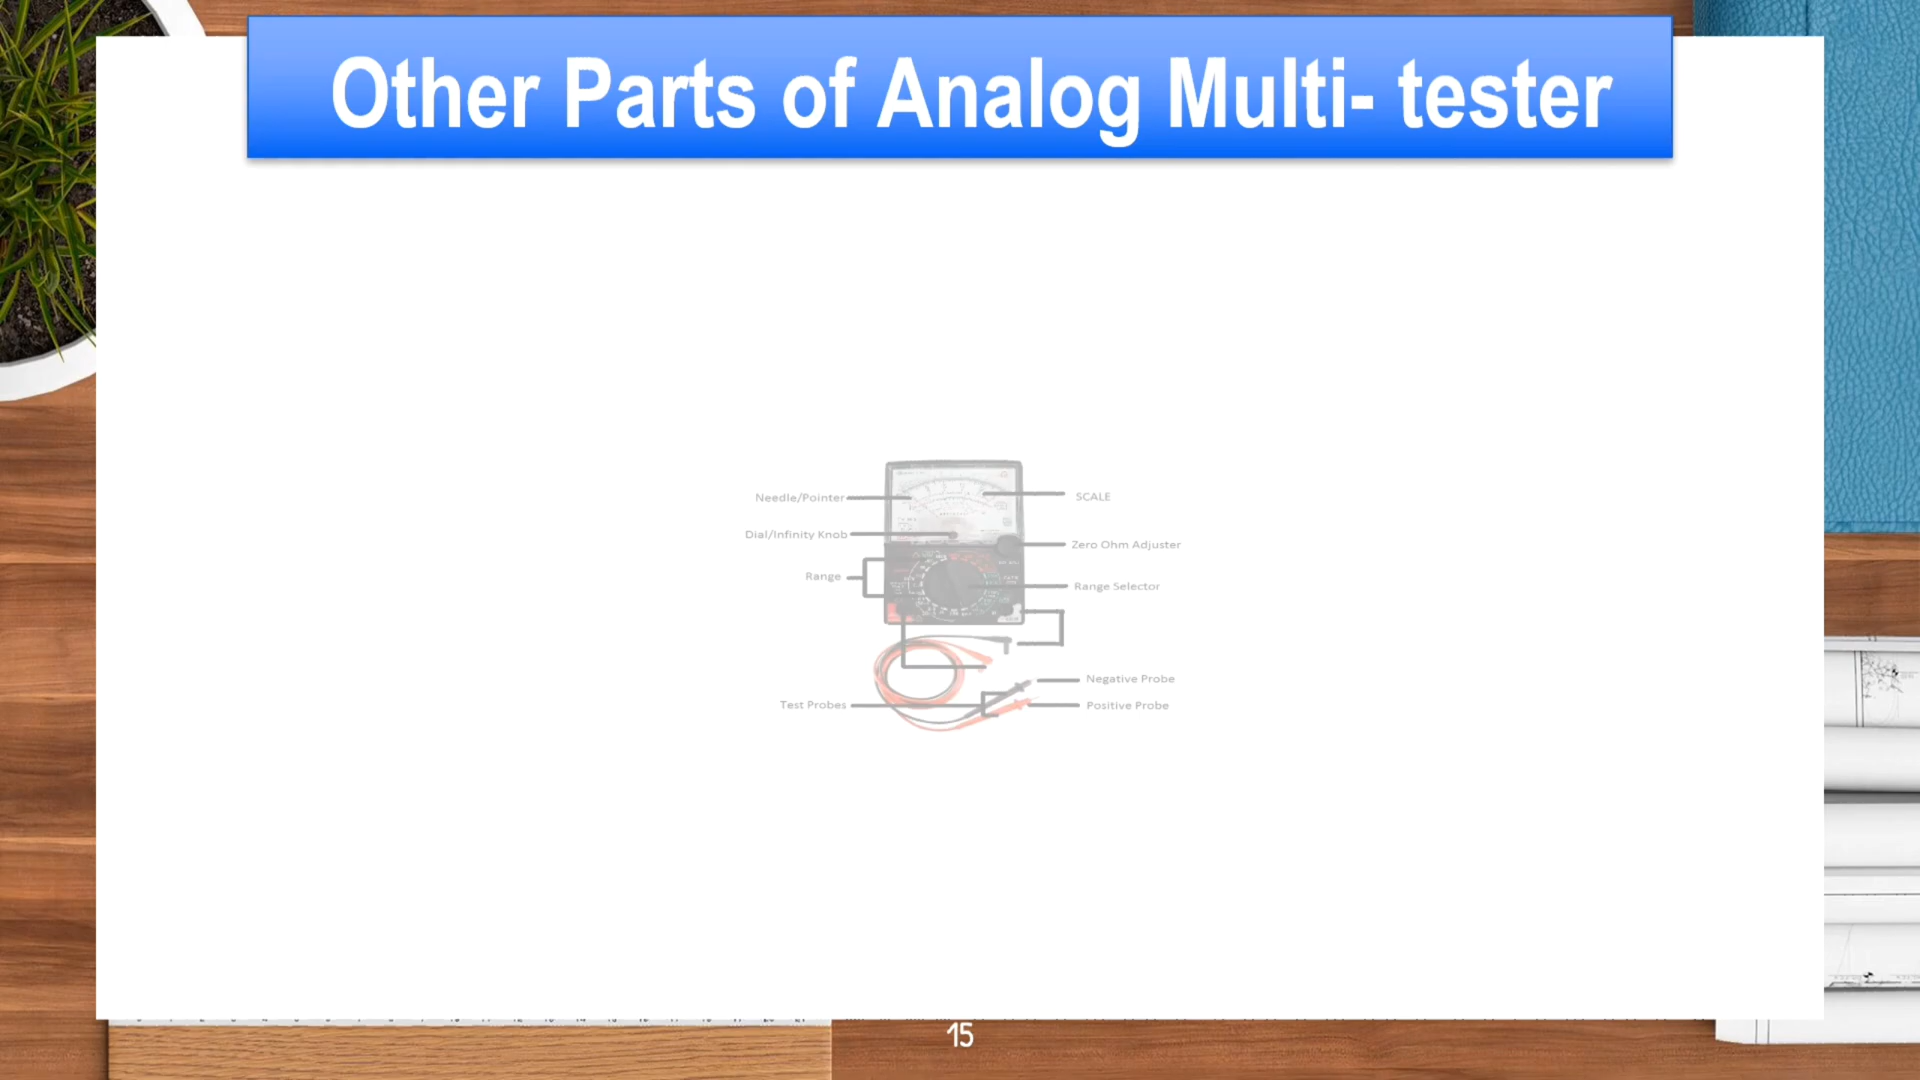 Other Parts of Analog Multi- tester
Needle/Pointer
SCALE
Dial/Infinity Knob
Zero Ohm Adjuster
Range
Range Selector
Negative Probe
Test Probes
Positive Probe
15